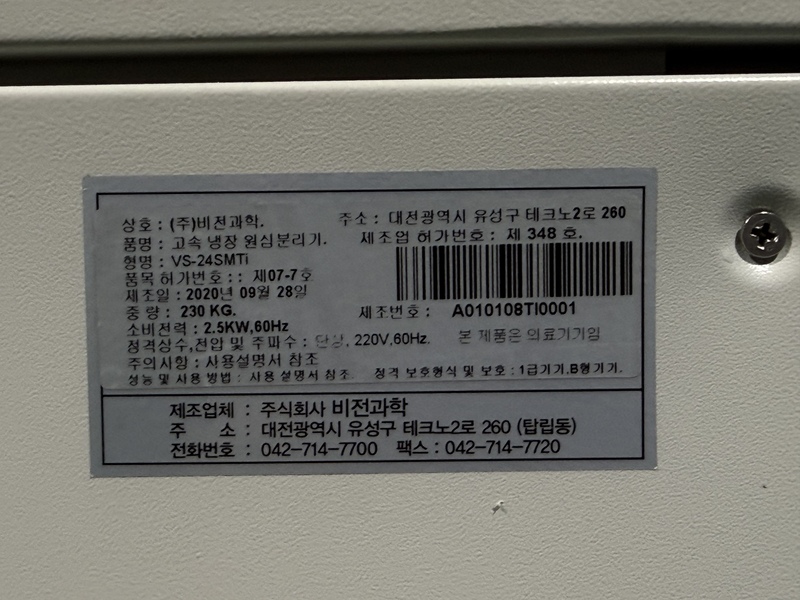 상호 : (주)비전과학. 주소 : 대전광역시 유성구 테크노2로 260
품명 : 고속 냉장 원심분리기. 제조업 허가번호 : 제 348 호.
형명 : VS-24SMTi
품목 허가번호 : : 제07-7호
제조일 : 2020년 09월 28일
중 량 : 230 KG. 제조번호 : A010108TI0001
소비전력 : 2.5KW,60Hz
정격상수,전압 및 주파수 : 단상, 220V,60Hz. 본 제품은 의료기기임
주의사항 : 사용설명서 참조
성능 및 사용 방법 : 사용 설명서 참조. 정격 보호형식 및 보호 : 1급기기,B형기기.
제조업체 : 주식회사 비전과학
주 소 : 대전광역시 유성구 테크노2로 260 (탑립동)
전화번호 : 042-714-7700 팩스 : 042-714-7720